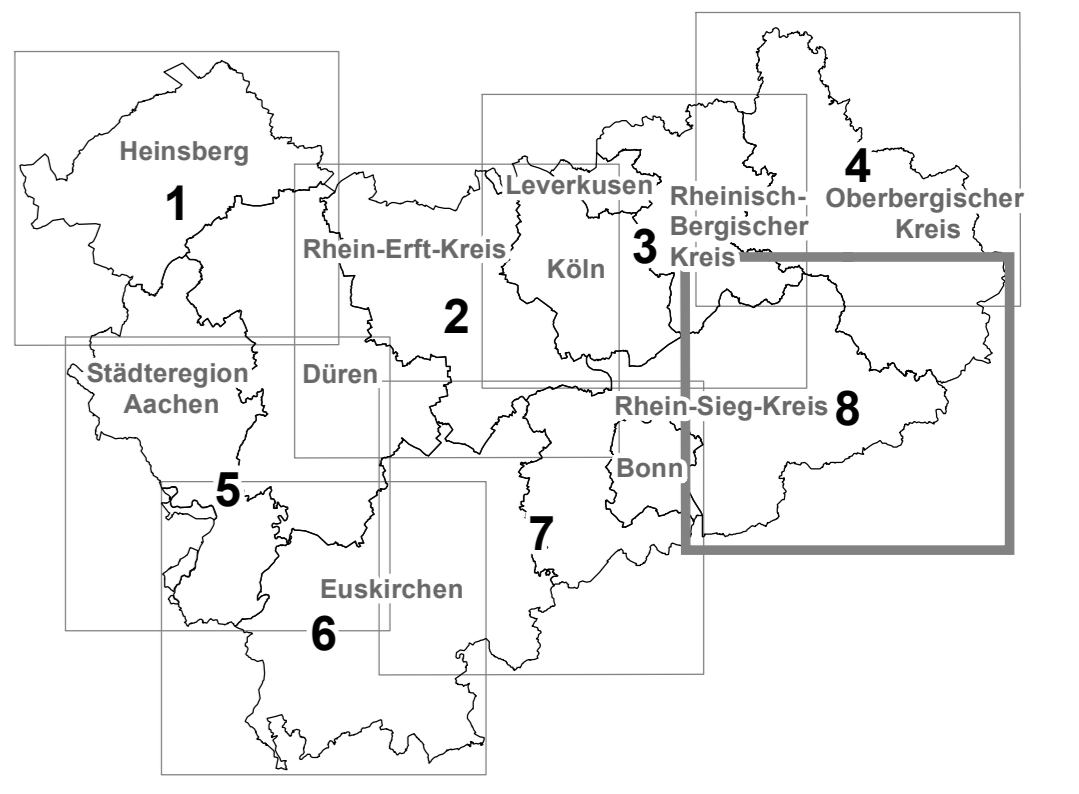 Heinsberg
1
Leverkusen
4
Rheinisch-
Bergischer
Kreis
Oberbergischer
Kreis
3
Rhein-Erft-Kreis
Köln
2
Städteregion
Aachen
Düren
Rhein-Sieg-Kreis
8
Bonn
5
7
Euskirchen
6